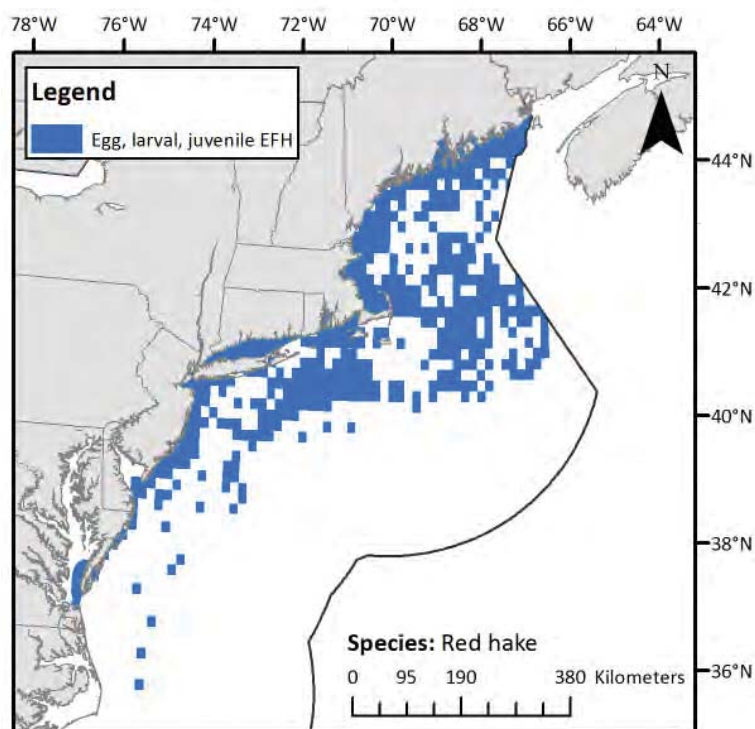 78°W 76°W 74°W 72°W 70°W 68°W 66°W 64°W
N
Legend
Egg, larval, juvenile EFH
44°N
42°N
40°N
38°N
36°N
Species: Red hake
0 95 190 380 Kilometers